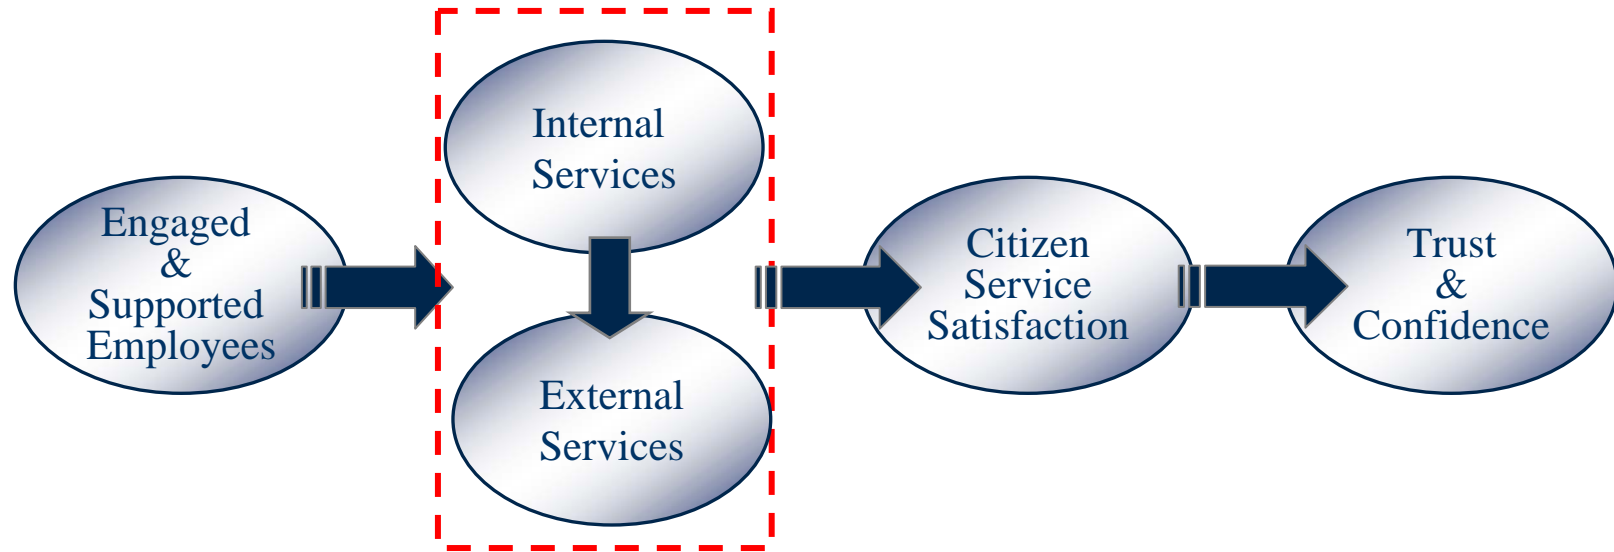 Engaged
&
Supported
Employees
Internal
Services
External
Services
Citizen
Service
Satisfaction
Trust
&
Confidence